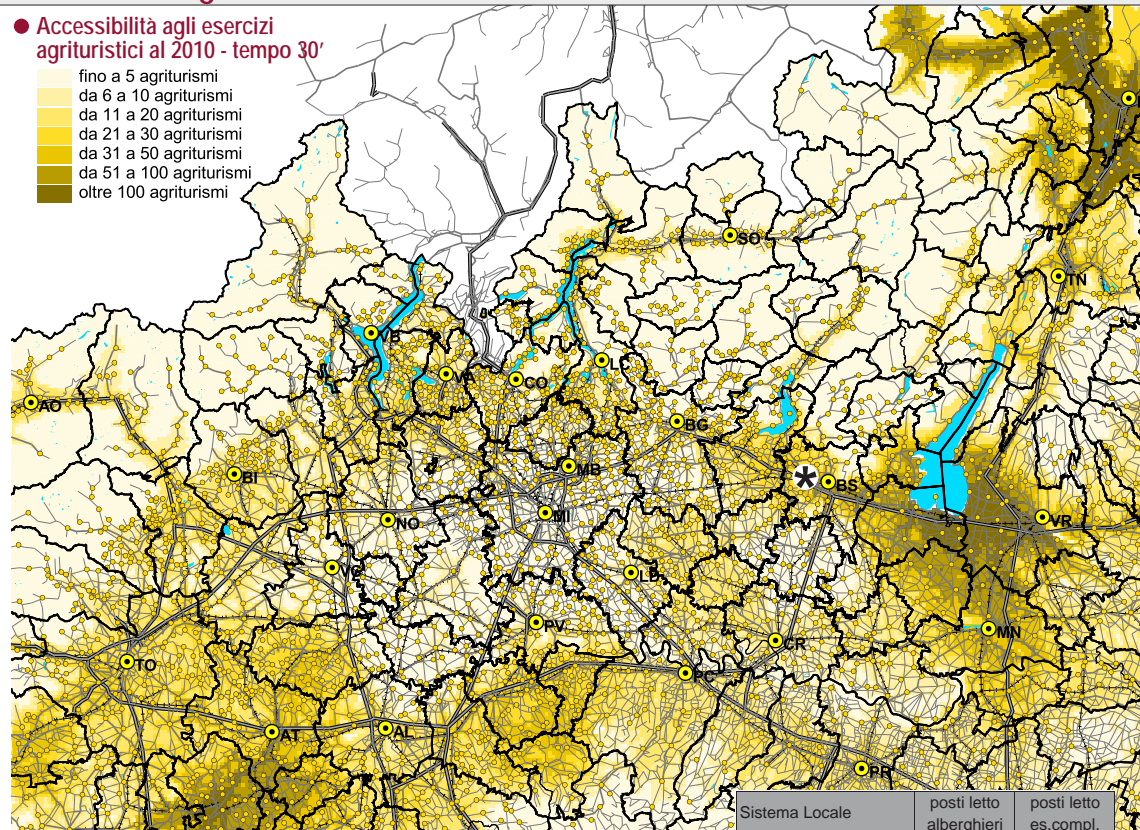 ● Accessibilità agli esercizi
agrituristici al 2010 - tempo 30'
fino a 5 agriturismi
da 6 a 10 agriturismi
da 11 a 20 agriturismi
da 21 a 30 agriturismi
da 31 a 50 agriturismi
da 51 a 100 agriturismi
oltre 100 agriturismi
SO
TN
VB
VA
CO
LC
AO
BG
MB
BI
*
BS
NO
MI
VR
VC
LD
PV
MN
CR
TO
PC
AT
AL
PR
Sistema Locale
posti letto
alberghieri
posti letto
es.compl.